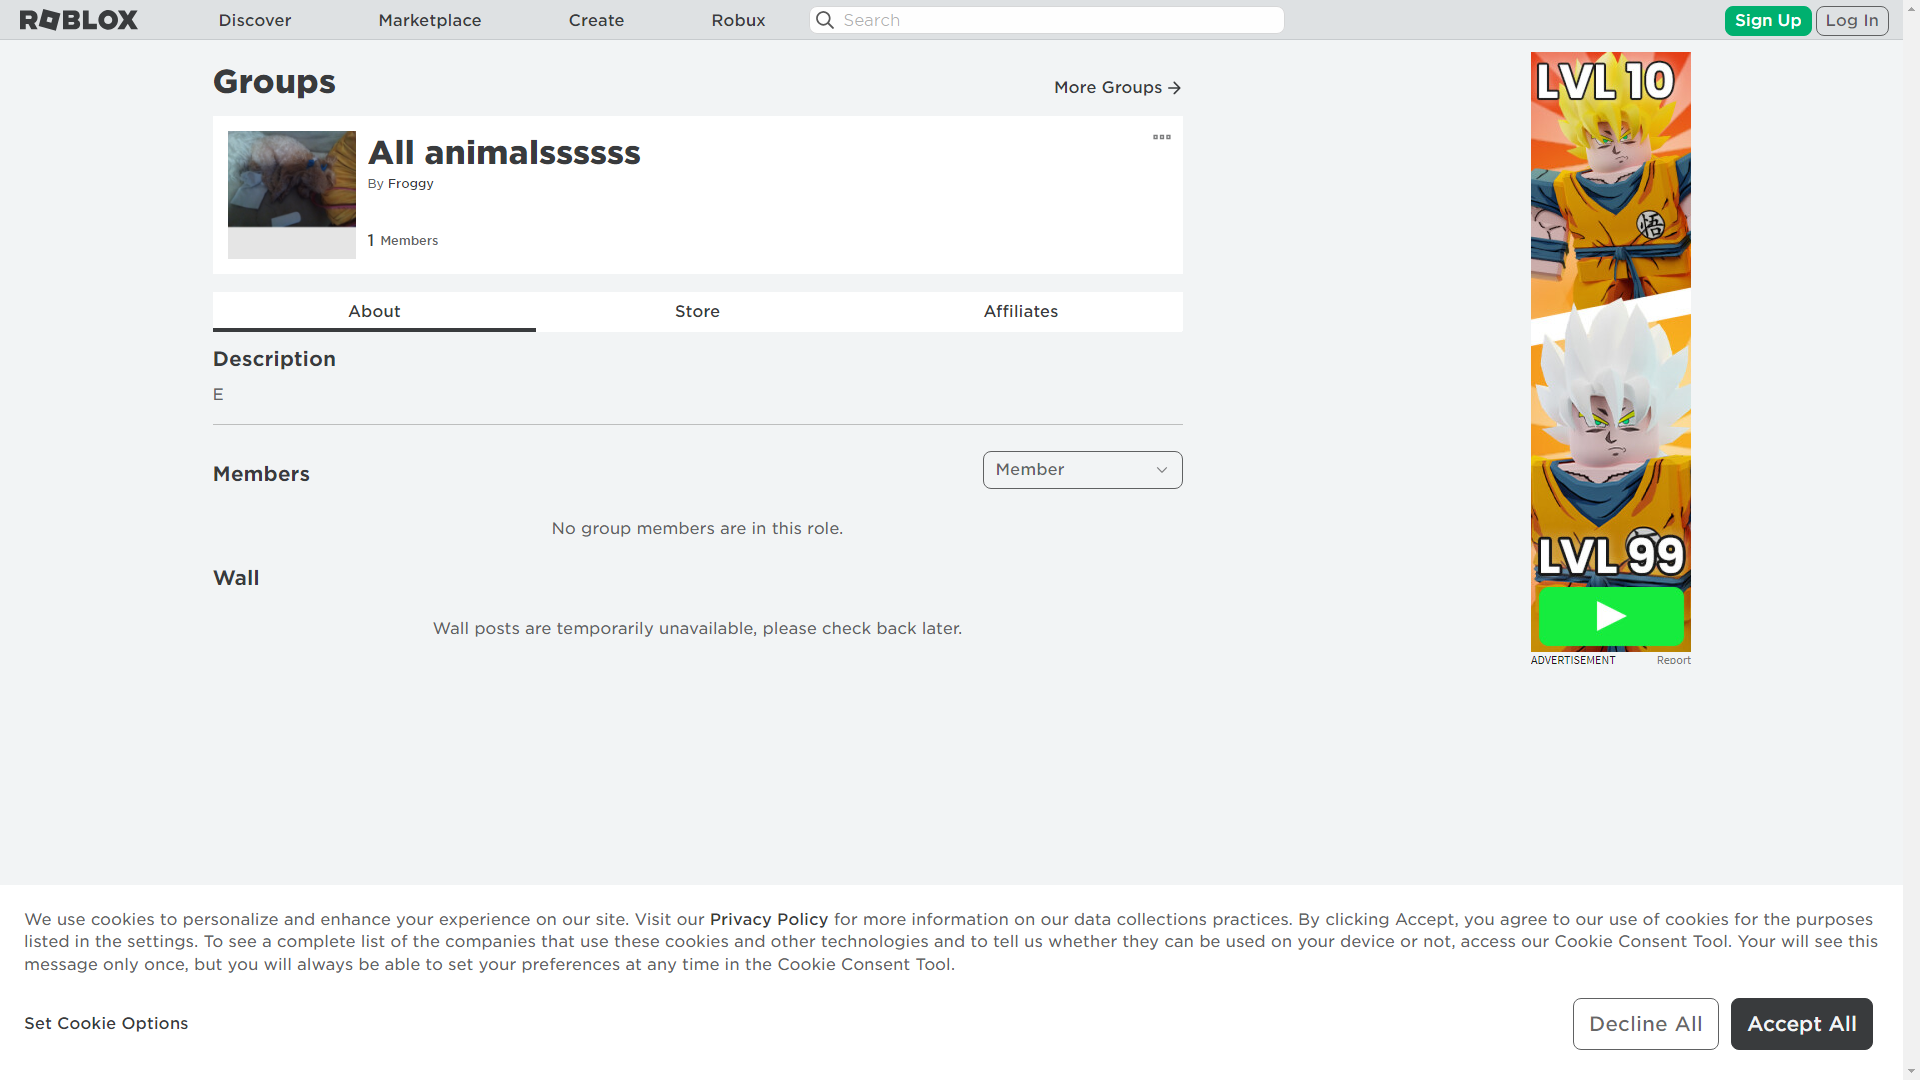 ROBLOX
Discover
Marketplace
Create
Robux
Search
Sign Up
Log In
Groups
More Groups
All animalssssss
By Froggy
1 Members
About
Store
Affiliates
Description
E
Members
Member
No group members are in this role.
Wall
Wall posts are temporarily unavailable, please check back later.
LVL 10
悟
LVL 99
ADVERTISEMENT
Report
We use cookies to personalize and enhance your experience on our site. Visit our Privacy Policy for more information on our data collections practices. By clicking Accept, you agree to our use of cookies for the purposes
listed in the settings. To see a complete list of the companies that use these cookies and other technologies and to tell us whether they can be used on your device or not, access our Cookie Consent Tool. Your will see this
message only once, but you will always be able to set your preferences at any time in the Cookie Consent Tool.
Set Cookie Options
Decline All
Accept All